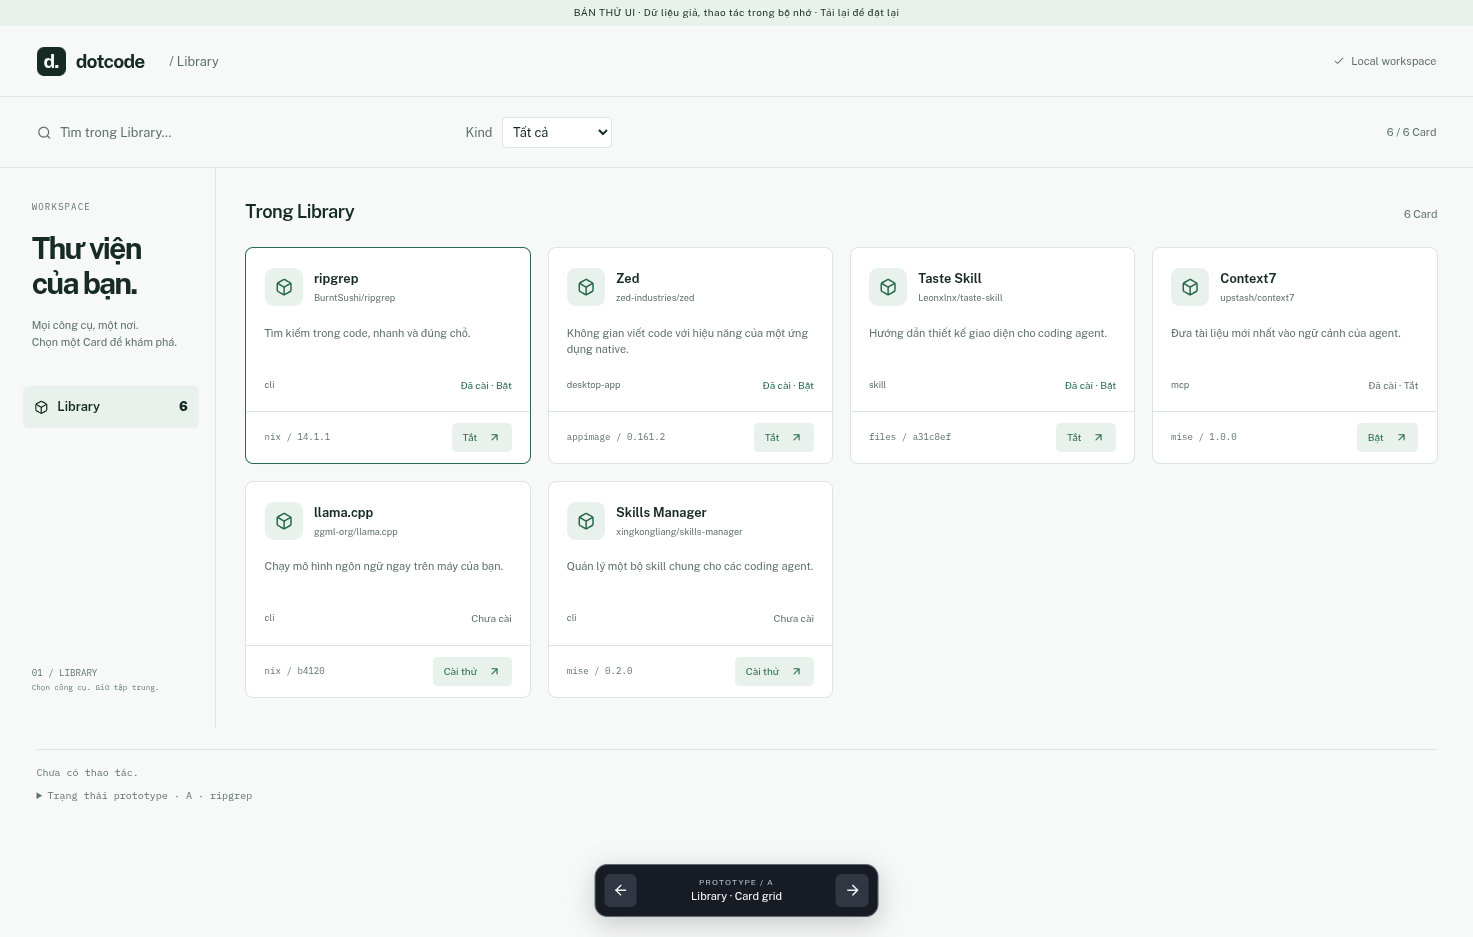 BẢN THỬ UI · Dữ liệu giả, thao tác trong bộ nhớ · Tải lại để đặt lại
d. dotcode / Library
Local workspace
Tìm trong Library...
Kind Tất cả
6 / 6 Card
WORKSPACE
Thư viện
của bạn.
Mọi công cụ, một nơi.
Chọn một Card để khám phá.
Library 6
01 / LIBRARY
Chọn công cụ. Giữ tập trung.
Trong Library
6 Card
ripgrep
BurntSushi/ripgrep
Tìm kiếm trong code, nhanh và đúng chỗ.
cli Đã cài · Bật
nix / 14.1.1 Tắt
Zed
zed-industries/zed
Không gian viết code với hiệu năng của một ứng
dụng native.
desktop-app Đã cài · Bật
appimage / 0.161.2 Tắt
Taste Skill
Leonxlnx/taste-skill
Hướng dẫn thiết kế giao diện cho coding agent.
skill Đã cài · Bật
files / a31c8ef Tắt
Context7
upstash/context7
Đưa tài liệu mới nhất vào ngữ cảnh của agent.
mcp Đã cài · Tắt
mise / 1.0.0 Bật
llama.cpp
ggml-org/llama.cpp
Chạy mô hình ngôn ngữ ngay trên máy của bạn.
cli Chưa cài
nix / b4120 Cài thử
Skills Manager
xingkongliang/skills-manager
Quản lý một bộ skill chung cho các coding agent.
cli Chưa cài
mise / 0.2.0 Cài thử
Chưa có thao tác.
Trạng thái prototype · A · ripgrep
PROTOTYPE / A
Library · Card grid